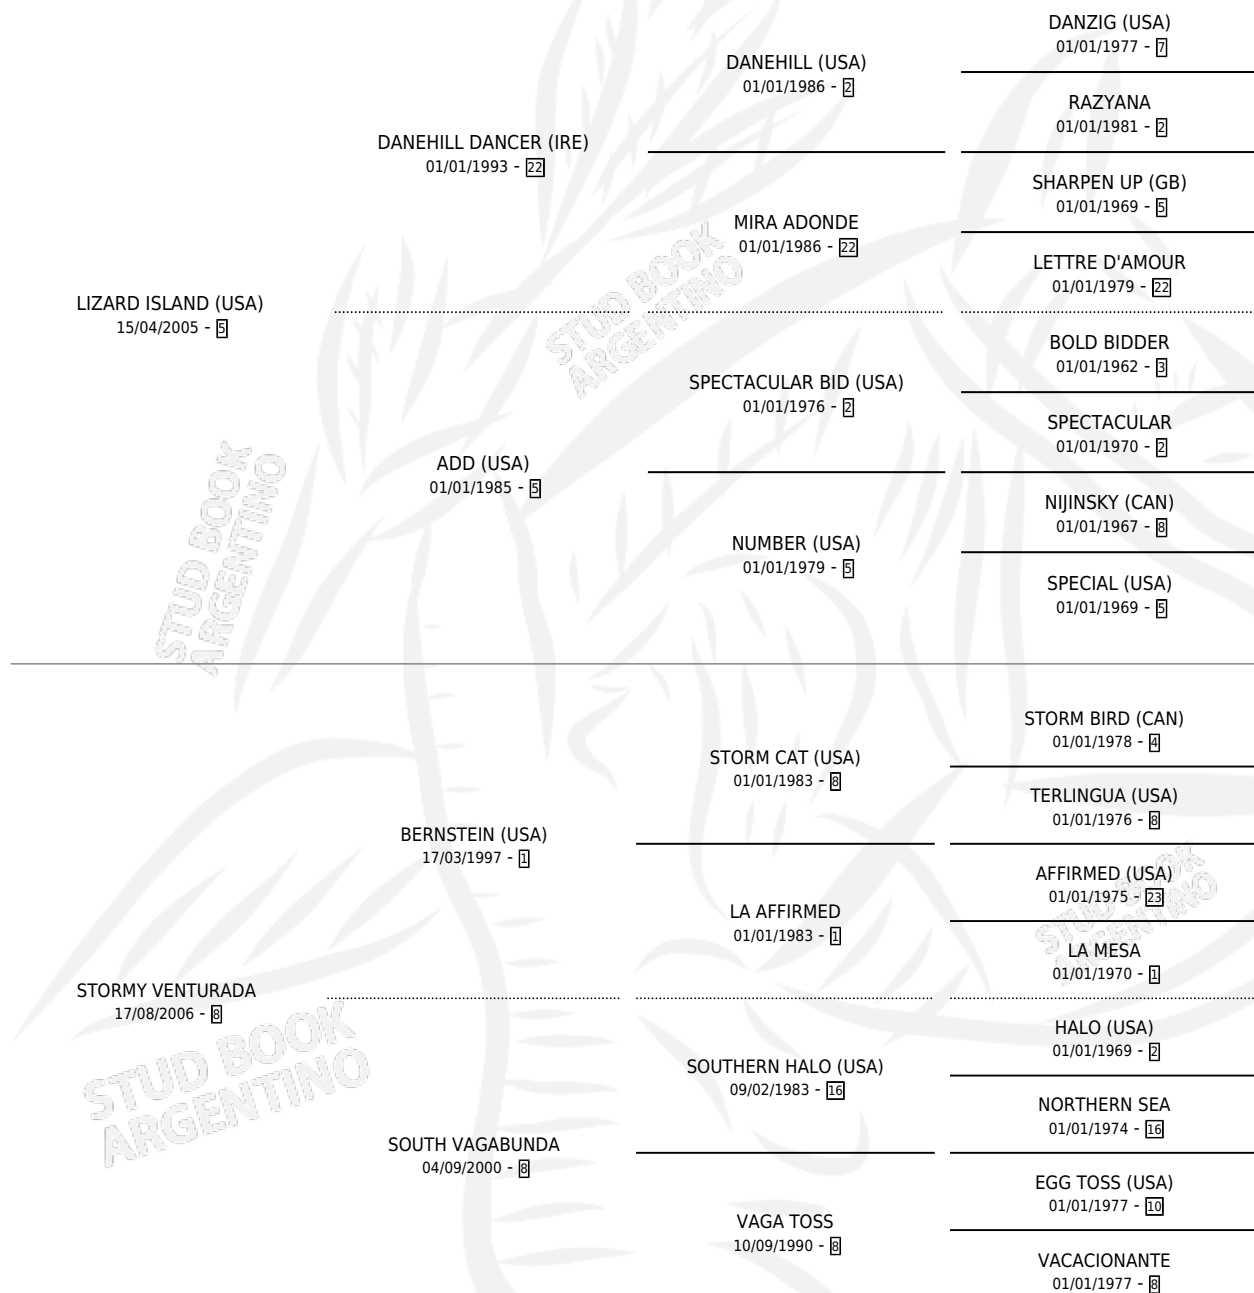 DANZIG (USA)
01/01/1977 - 7
DANEHILL (USA)
01/01/1986 - 2
RAZYANA
01/01/1981 - 2
DANEHILL DANCER (IRE)
01/01/1993 - 22
SHARPEN UP (GB)
01/01/1969 - 5
MIRA ADONDE
01/01/1986 - 22
LETTRE D'AMOUR
01/01/1979 - 22
LIZARD ISLAND (USA)
15/04/2005 - 5
STUD BOOK
ARGENTINO
BOLD BIDDER
01/01/1962 - 3
SPECTACULAR BID (USA)
01/01/1976 - 2
SPECTACULAR
01/01/1970 - 2
ADD (USA)
01/01/1985 - 5
NIJINSKY (CAN)
01/01/1967 - 8
NUMBER (USA)
01/01/1979 - 5
SPECIAL (USA)
01/01/1969 - 5
STUD BOOK
ARGENTINO
STORM BIRD (CAN)
01/01/1978 - 4
STORM CAT (USA)
01/01/1983 - 8
TERLINGUA (USA)
01/01/1976 - 8
BERNSTEIN (USA)
17/03/1997 - 1
AFFIRMED (USA)
01/01/1975 - 23
LA AFFIRMED
01/01/1983 - 1
STUD BOOK
ARGENTINO
LA MESA
01/01/1970 - 1
STORMY VENTURADA
17/08/2006 - 8
HALO (USA)
01/01/1969 - 2
SOUTHERN HALO (USA)
09/02/1983 - 16
STUD BOOK
ARGENTINO
NORTHERN SEA
01/01/1974 - 16
SOUTH VAGABUNDA
04/09/2000 - 8
EGG TOSS (USA)
01/01/1977 - 10
VAGA TOSS
10/09/1990 - 8
VACACIONANTE
01/01/1977 - 8